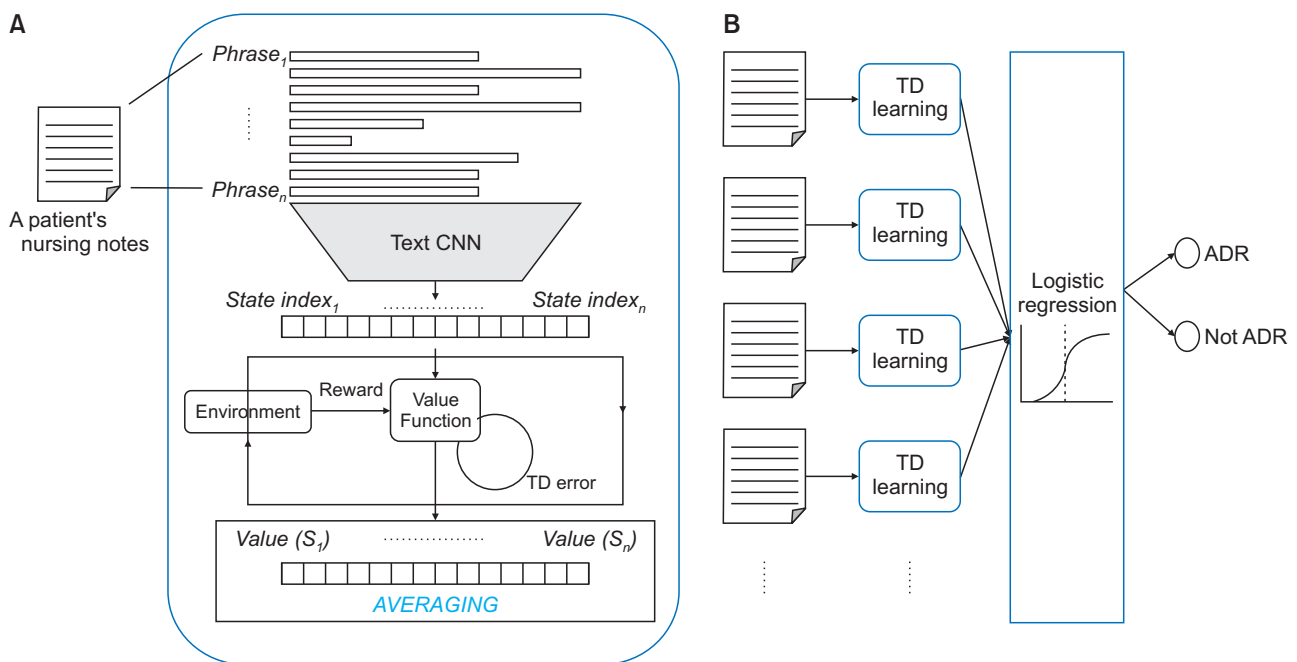 A
Phrase1
Phrasen
A patient's
nursing notes
Text CNN
State index1
State indexn
Environment
Reward
Value
Function
TD error
Value (S1)
Value (Sn)
AVERAGING
B
TD
learning
TD
learning
TD
learning
TD
learning
Logistic
regression
ADR
Not ADR